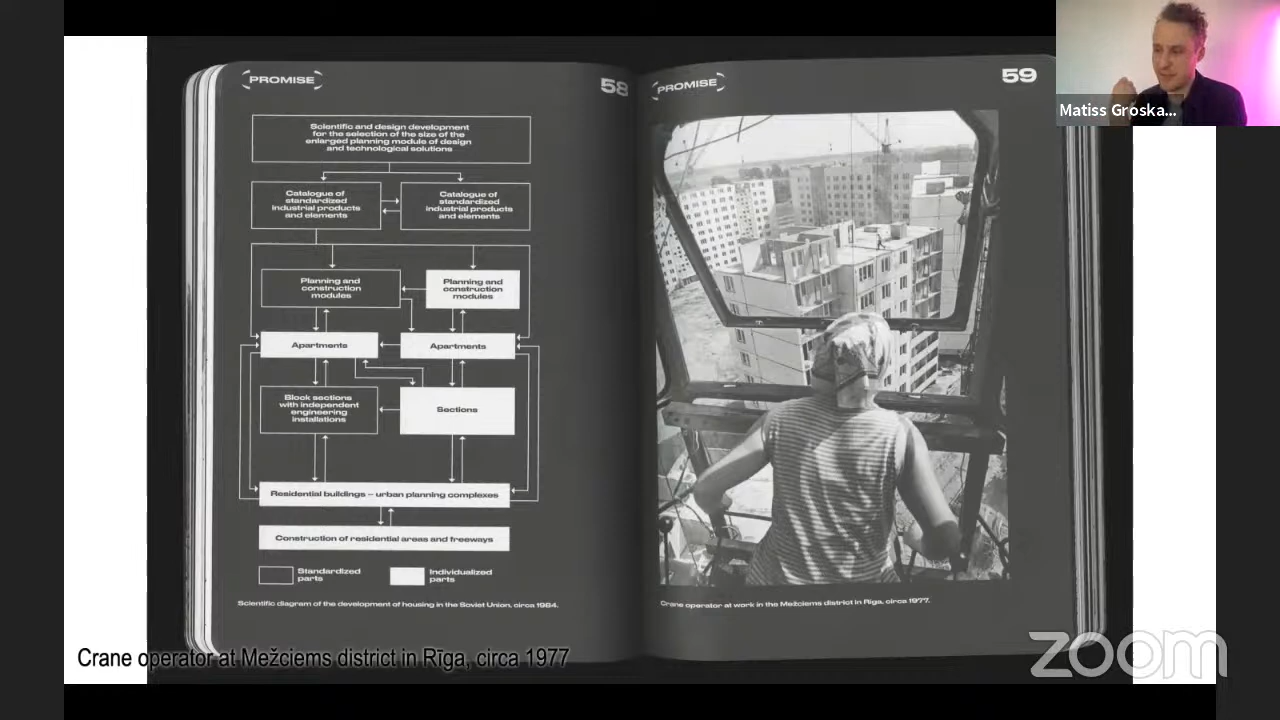 PROMISE
58
Scientific and design development
for the selection of the size of the
enlarged planning module of design
and technological solutions
Catalogue of
standardized
industrial products
and elements
Catalogue of
standardized
industrial products
and elements
Planning and
construction
modules
Planning and
construction
modules
Apartments
Apartments
Block sections
with independent
engineering
installations
Sections
Residential buildings – urban planning complexes
Construction of residential areas and freeways
Standardized
parts
Individualized
parts
Scientific diagram of the development of housing in the Soviet Union, circa 1984.
PROMISE
59
Crane operator at work in the Mežciems district in Riga, circa 1977.
Matiss Groska...
Crane operator at Mežciems district in Rīga, circa 1977
zoom